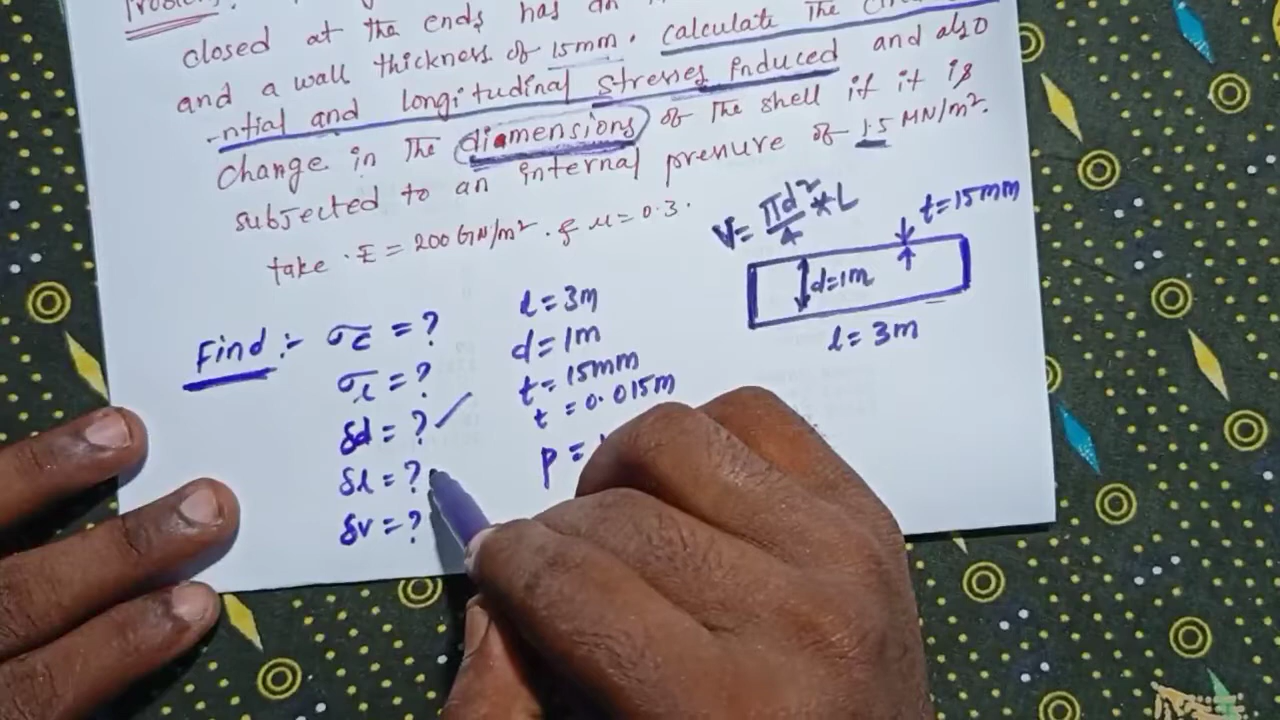 Problem:
closed at the ends has an
and a wall thickness of 15mm. calculate the
-ntial and longitudinal stresses induced and also
change in the diamensions of the shell if it is
subjected to an internal pressure of 1.5 MN/m².
take E = 200 GN/m². & μ = 0.3.
V = πd²/4 * L
t = 15mm
d = 1m
l = 3m
Find :-
σc = ?
σl = ?
δd = ? ✓
δl = ?
δv = ?
l = 3m
d = 1m
t = 15mm
t = 0.015m
p =